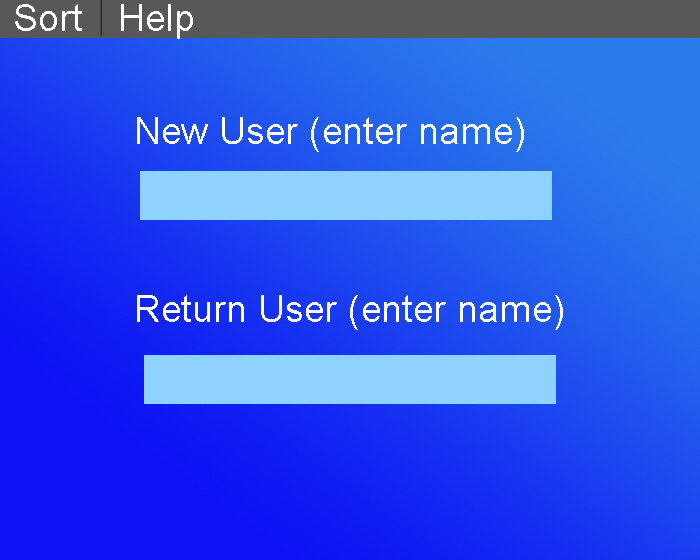 Sort Help
New User (enter name)
Return User (enter name)